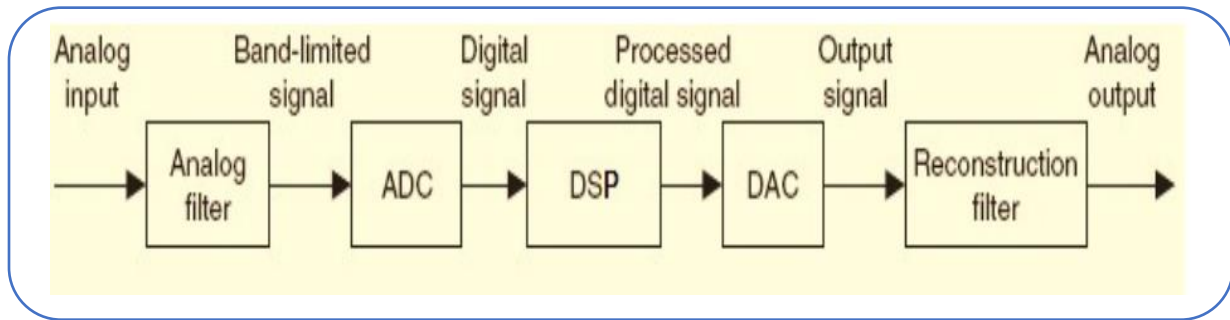 Analog
input
Band-limited
signal
Digital
signal
Processed
digital signal
Output
signal
Analog
output
Analog
filter
ADC
DSP
DAC
Reconstruction
filter